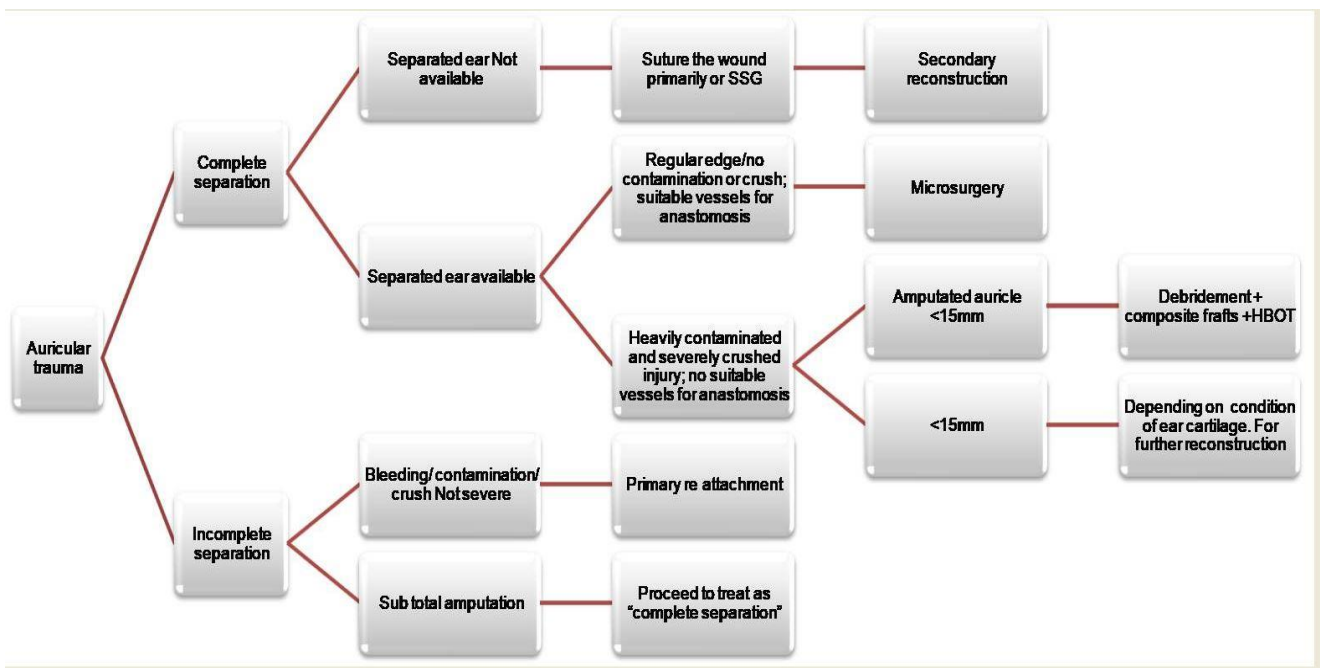 Auricular
trauma
Complete
separation
Separated ear Not
available
Suture the wound
primarily or SSG
Secondary
reconstruction
Separated ear available
Regular edge/no
contamination or crush;
suitable vessels for
anastomosis
Microsurgery
Heavily contaminated
and severely crushed
injury; no suitable
vessels for anastomosis
Amputated auricle
<15mm
Debridement +
composite frafts +HBOT
<15mm
Depending on condition
of ear cartilage. For
further reconstruction
Incomplete
separation
Bleeding/ contamination/
crush Not severe
Primary re attachment
Sub total amputation
Proceed to treat as
“complete separation”